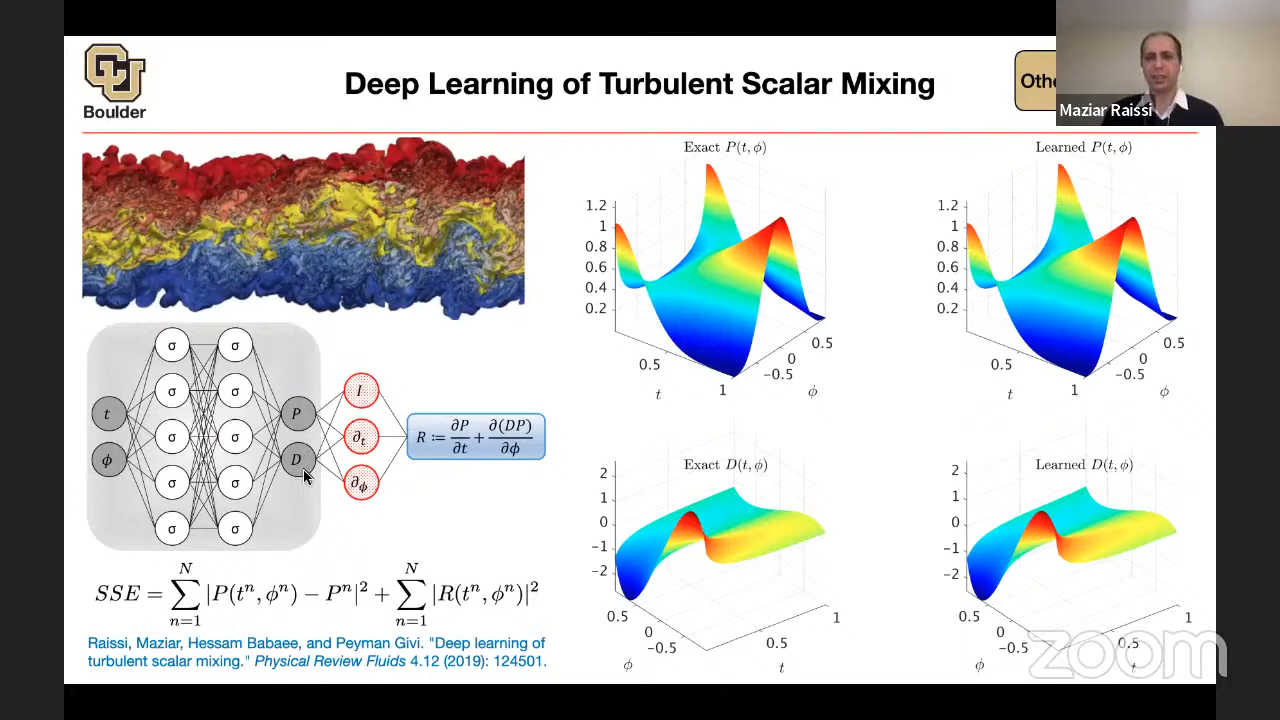 Boulder
Deep Learning of Turbulent Scalar Mixing
Othe
Maziar Raissi
Exact P(t, ϕ)
1.2
1
0.8
0.6
0.4
0.2
0.5
1
t
0.5
0
−0.5
ϕ
Learned P(t, ϕ)
1.2
1
0.8
0.6
0.4
0.2
0.5
1
t
0.5
0
−0.5
ϕ
t
ϕ
σ
σ
σ
σ
σ
σ
σ
σ
σ
σ
P
D
I
∂t
∂ϕ
R ≔ ∂P/∂t + ∂(DP)/∂ϕ
Exact D(t, ϕ)
2
1
0
−1
−2
0.5
0
−0.5
ϕ
1
0.5
t
Learned D(t, ϕ)
2
1
0
−1
−2
0.5
0
−0.5
ϕ
1
0.5
t
SSE = ∑_{n=1}^{N} |P(tⁿ, ϕⁿ) − Pⁿ|² + ∑_{n=1}^{N} |R(tⁿ, ϕⁿ)|²
Raissi, Maziar, Hessam Babaee, and Peyman Givi. "Deep learning of
turbulent scalar mixing." Physical Review Fluids 4.12 (2019): 124501.
zoom